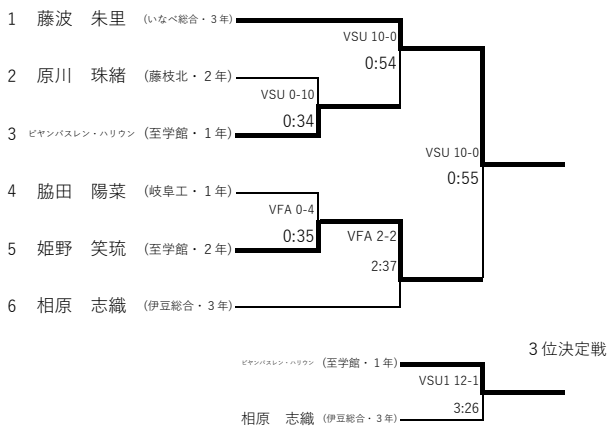 1 藤波 朱里 (いなべ総合・3年)
VSU 10-0
0:54
2 原川 珠緒 (藤枝北・2年)
VSU 0-10
0:34
3 ビヤンバスレン・ハリウン (至学館・1年)
VSU 10-0
0:55
4 脇田 陽菜 (岐阜工・1年)
VFA 0-4
0:35
5 姫野 笑琉 (至学館・2年)
VFA 2-2
2:37
6 相原 志織 (伊豆総合・3年)
3位決定戦
ビヤンバスレン・ハリウン (至学館・1年)
VSU1 12-1
3:26
相原 志織 (伊豆総合・3年)